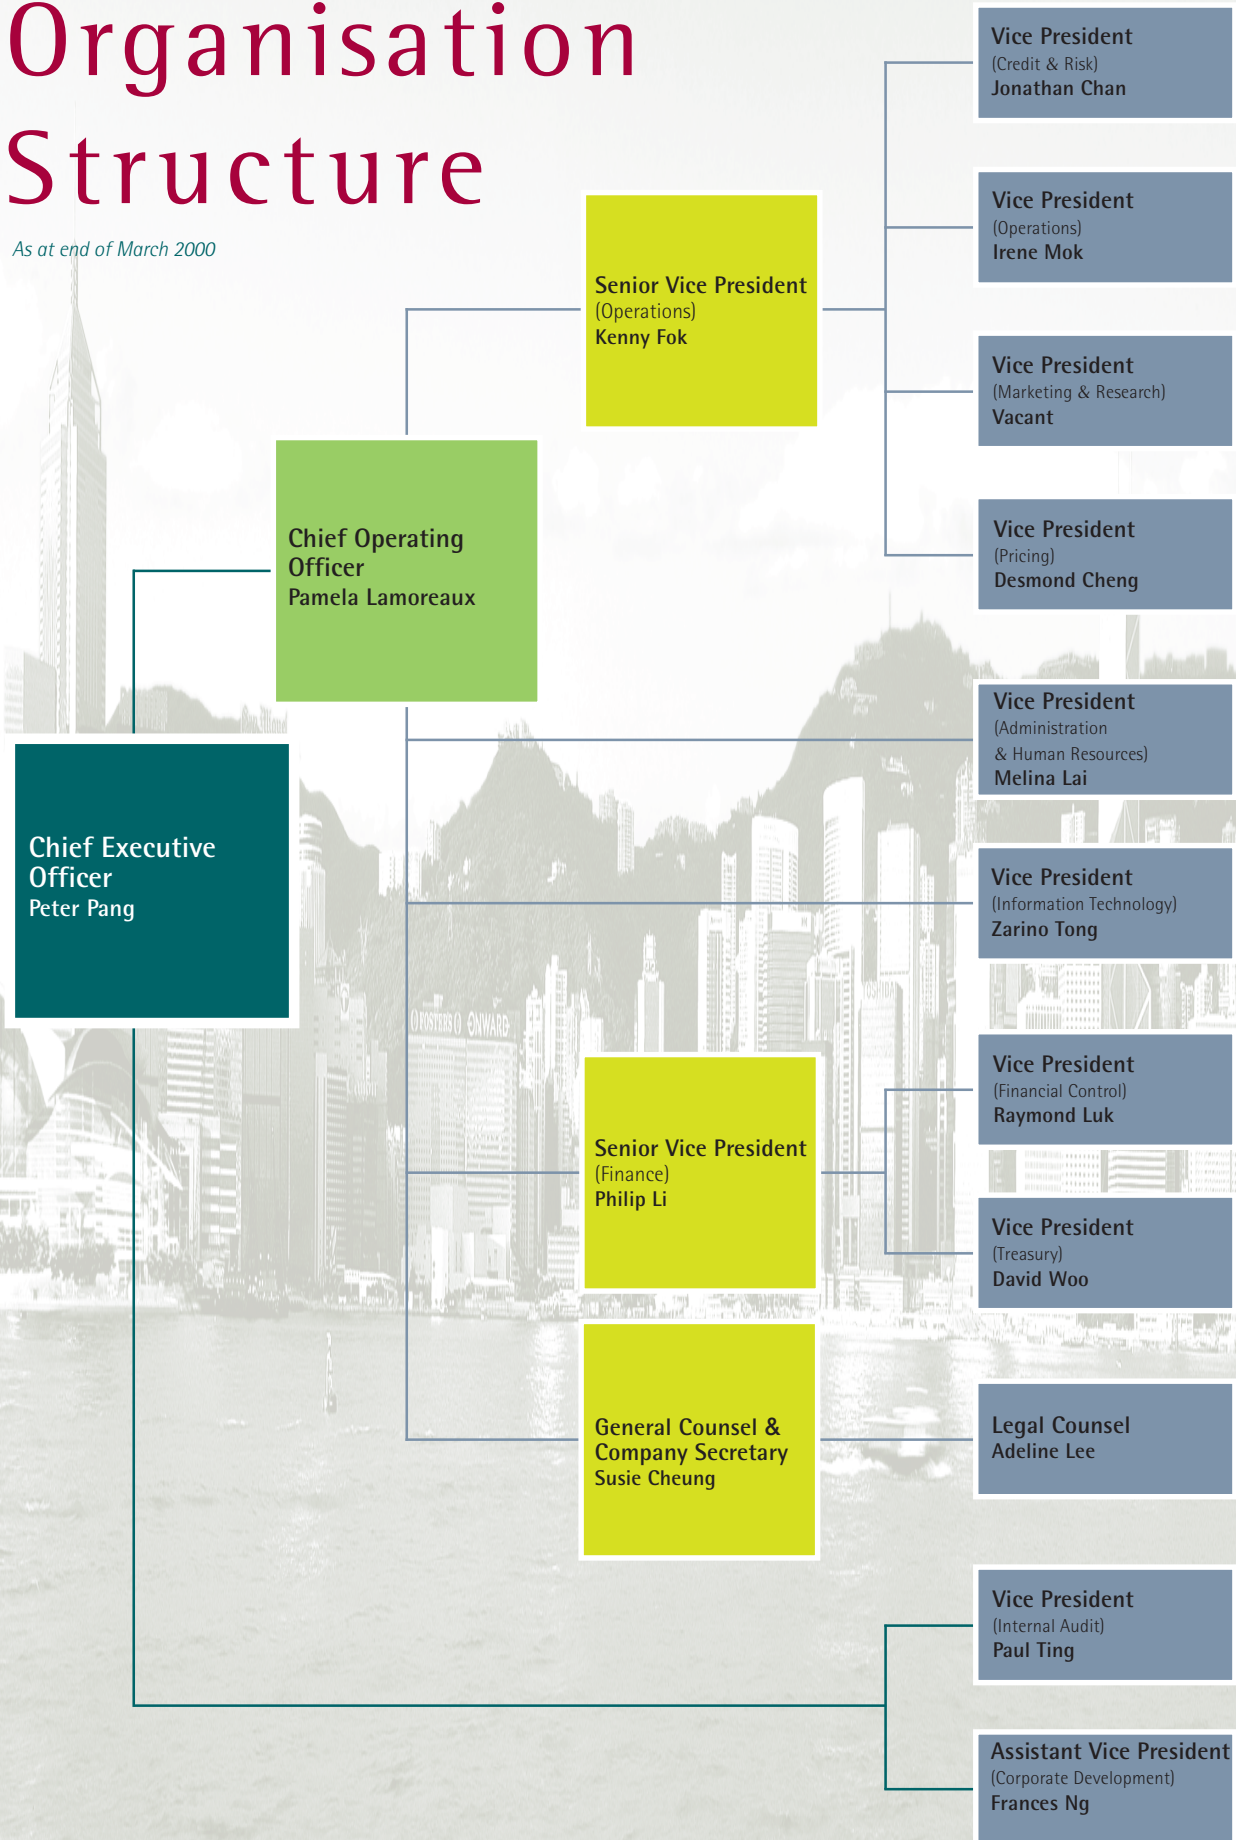 Organisation
Structure
As at end of March 2000
Vice President
(Credit & Risk)
Jonathan Chan
Vice President
(Operations)
Irene Mok
Senior Vice President
(Operations)
Kenny Fok
Vice President
(Marketing & Research)
Vacant
Vice President
(Pricing)
Desmond Cheng
Chief Operating
Officer
Pamela Lamoreaux
Vice President
(Administration
& Human Resources)
Melina Lai
Chief Executive
Officer
Peter Pang
Vice President
(Information Technology)
Zarino Tong
TOSHIBA
FOSTER'S ONWARD
Vice President
(Financial Control)
Raymond Luk
Senior Vice President
(Finance)
Philip Li
Vice President
(Treasury)
David Woo
General Counsel &
Company Secretary
Susie Cheung
Legal Counsel
Adeline Lee
Vice President
(Internal Audit)
Paul Ting
Assistant Vice President
(Corporate Development)
Frances Ng